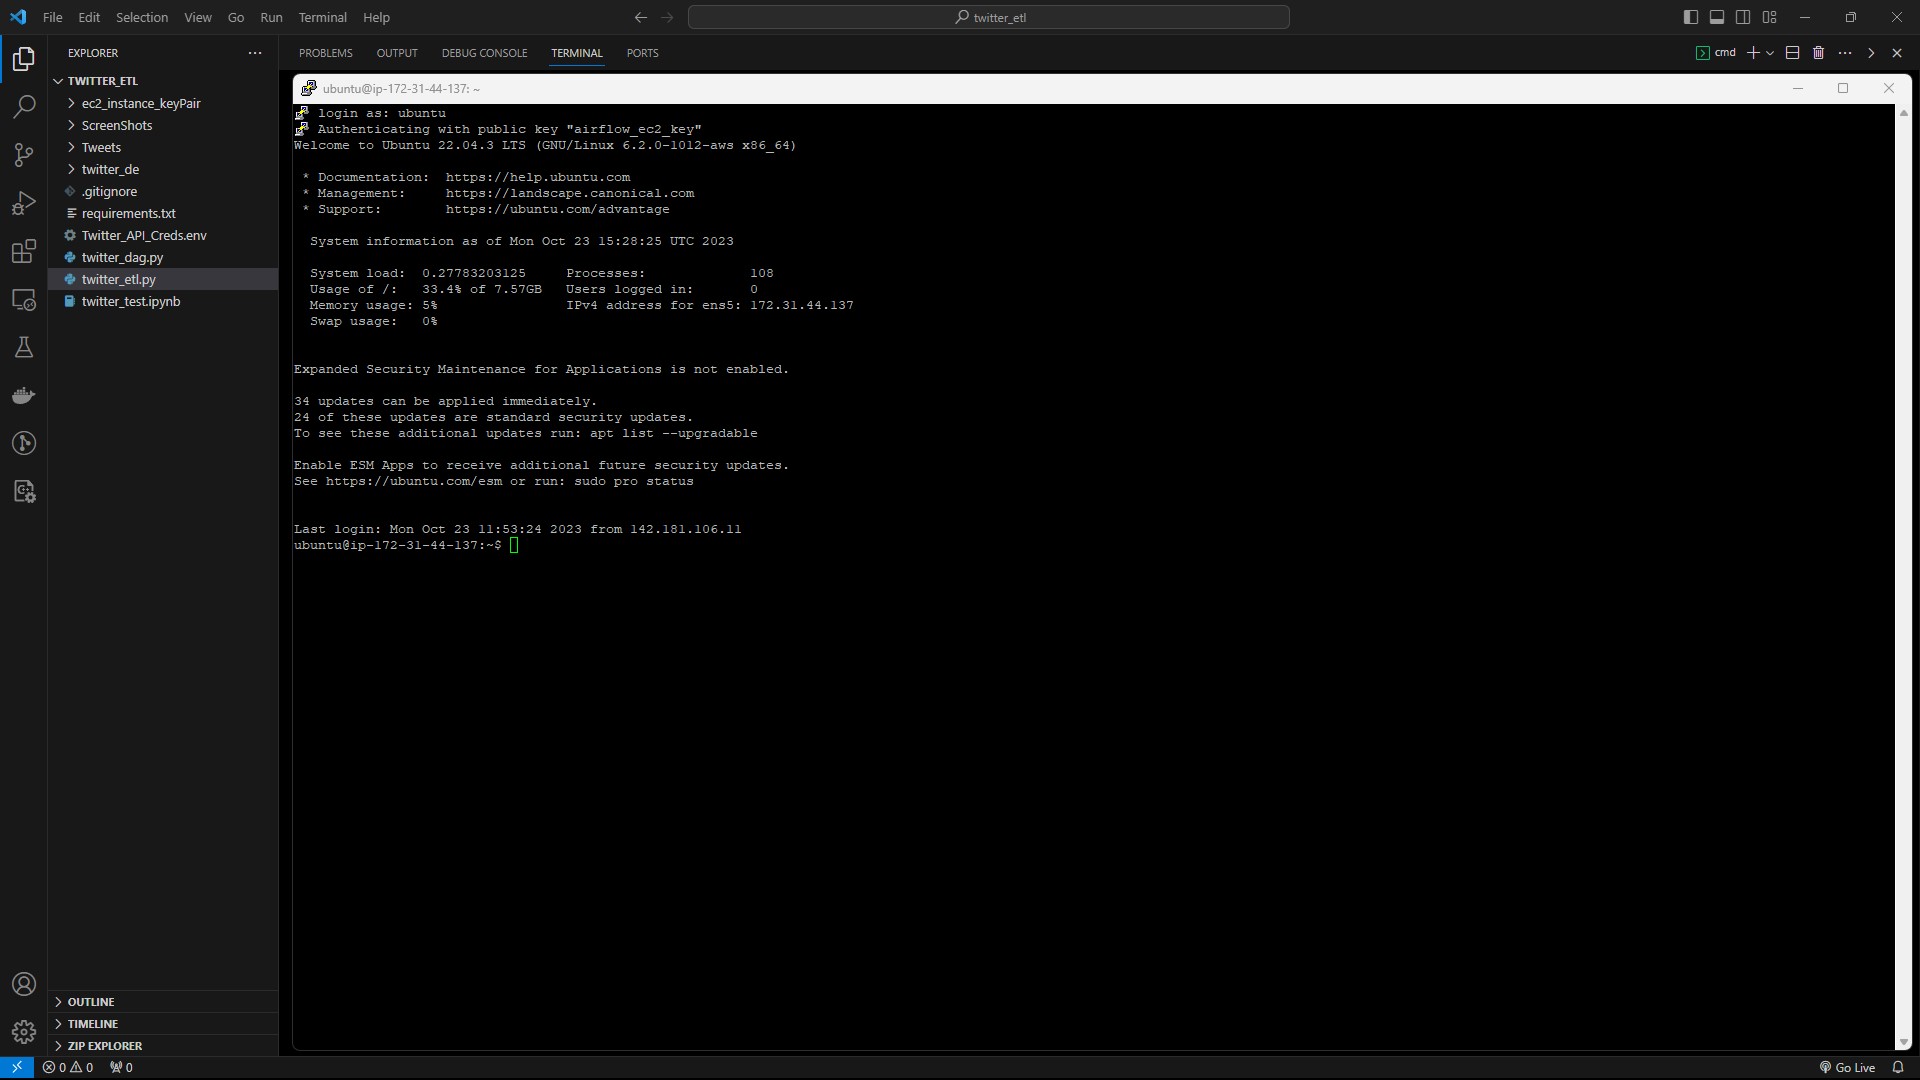 File Edit Selection View Go Run Terminal Help
twitter_etl
EXPLORER
TWITTER_ETL
ec2_instance_keyPair
ScreenShots
Tweets
twitter_de
.gitignore
requirements.txt
Twitter_API_Creds.env
twitter_dag.py
twitter_etl.py
twitter_test.ipynb
OUTLINE
TIMELINE
ZIP EXPLORER
PROBLEMS OUTPUT DEBUG CONSOLE TERMINAL PORTS
cmd
ubuntu@ip-172-31-44-137: ~
login as: ubuntu
Authenticating with public key "airflow_ec2_key"
Welcome to Ubuntu 22.04.3 LTS (GNU/Linux 6.2.0-1012-aws x86_64)
* Documentation: https://help.ubuntu.com
* Management: https://landscape.canonical.com
* Support: https://ubuntu.com/advantage
System information as of Mon Oct 23 15:28:25 UTC 2023
System load: 0.27783203125 Processes: 108
Usage of /: 33.4% of 7.57GB Users logged in: 0
Memory usage: 5% IPv4 address for ens5: 172.31.44.137
Swap usage: 0%
Expanded Security Maintenance for Applications is not enabled.
34 updates can be applied immediately.
24 of these updates are standard security updates.
To see these additional updates run: apt list --upgradable
Enable ESM Apps to receive additional future security updates.
See https://ubuntu.com/esm or run: sudo pro status
Last login: Mon Oct 23 11:53:24 2023 from 142.181.106.11
ubuntu@ip-172-31-44-137:~$
0 0 0
Go Live